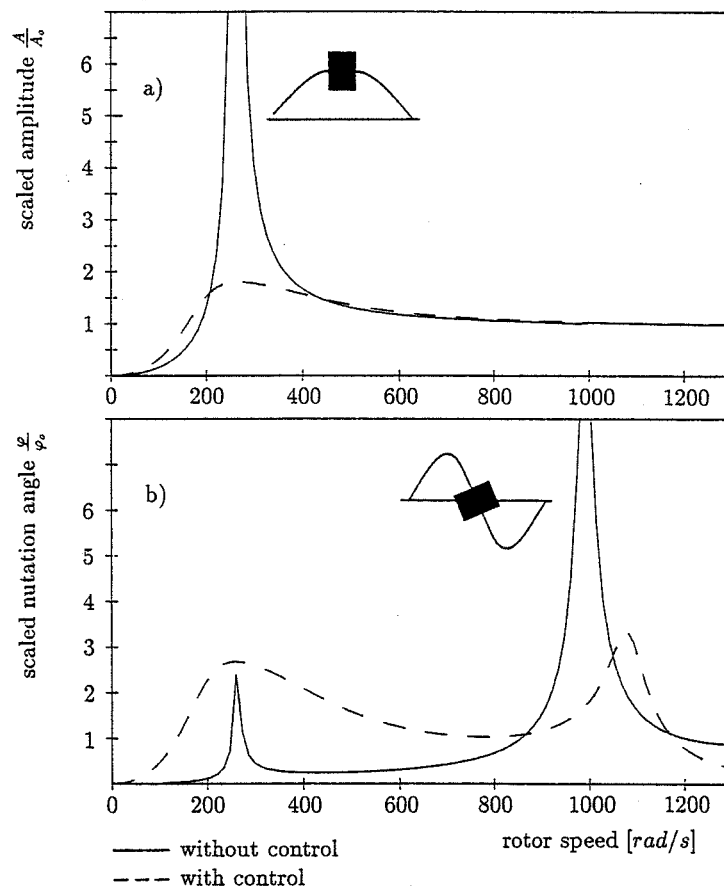 scaled amplitude A/A₀
6
5
4
3
2
1
a)
0 200 400 600 800 1000 1200
scaled nutation angle φ/φ₀
6
5
4
3
2
1
b)
0 200 400 600 800 1000 1200
rotor speed [rad/s]
without control
with control